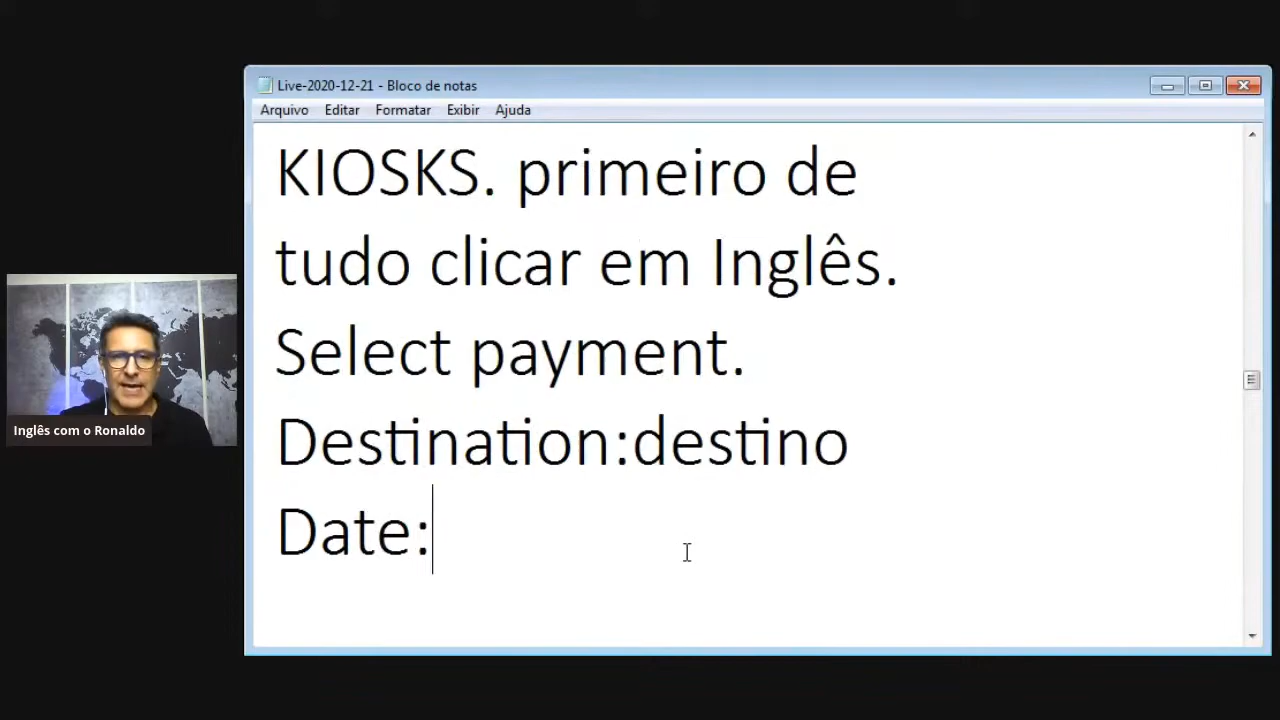 Live-2020-12-21 - Bloco de notas
Arquivo Editar Formatar Exibir Ajuda
KIOSKS. primeiro de
tudo clicar em Inglês.
Select payment.
Destination:destino
Date:
Inglês com o Ronaldo